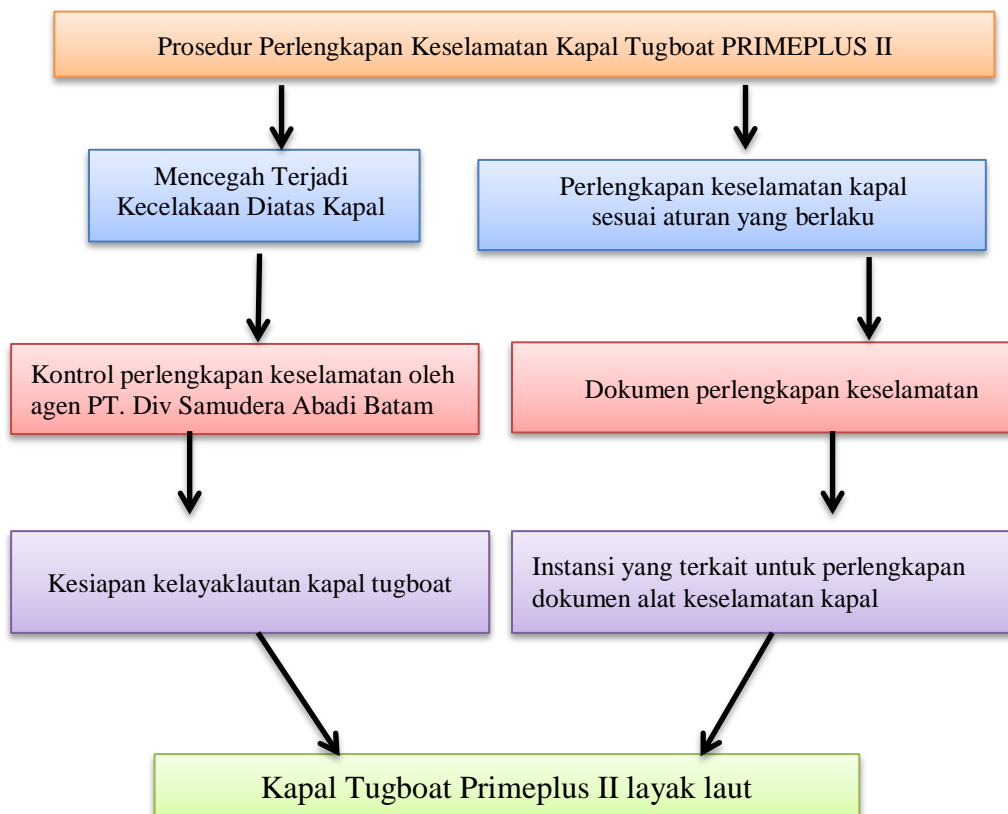 Prosedur Perlengkapan Keselamatan Kapal Tugboat PRIMEPLUS II
Mencegah Terjadi
Kecelakaan Diatas Kapal
Perlengkapan keselamatan kapal
sesuai aturan yang berlaku
Kontrol perlengkapan keselamatan oleh
agen PT. Div Samudera Abadi Batam
Dokumen perlengkapan keselamatan
Kesiapan kelayaklautan kapal tugboat
Instansi yang terkait untuk perlengkapan
dokumen alat keselamatan kapal
Kapal Tugboat Primeplus II layak laut